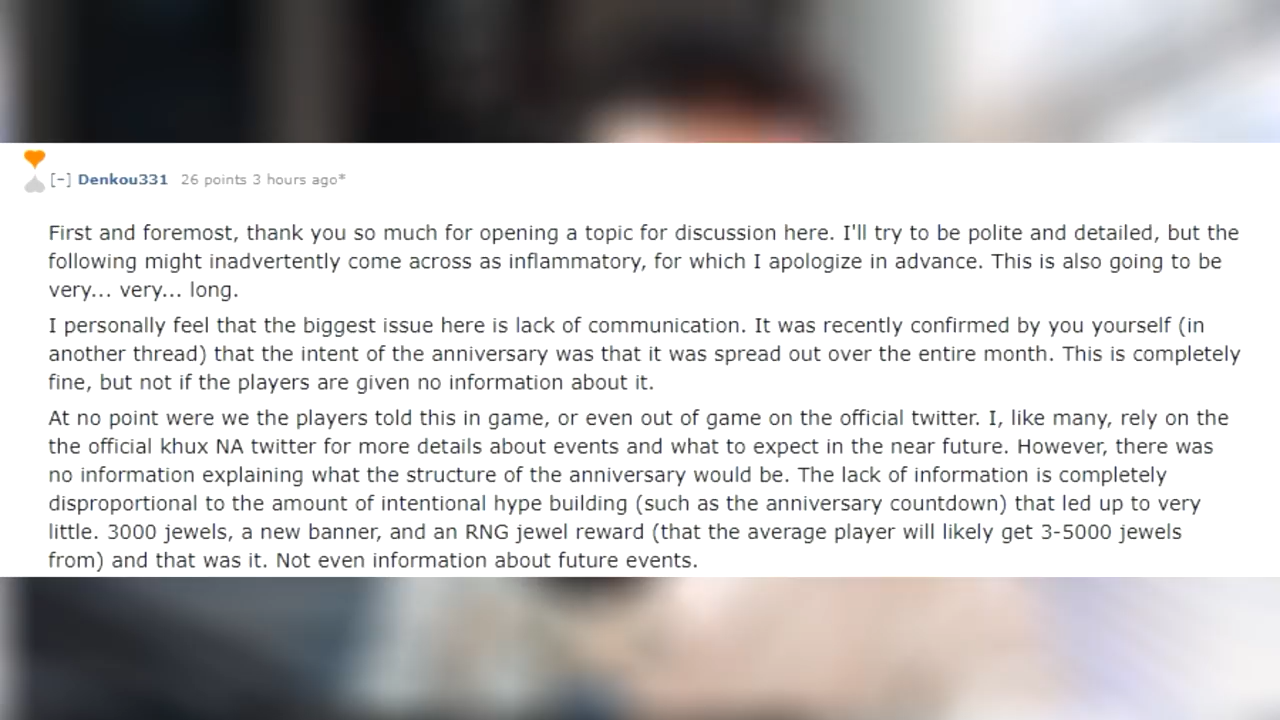 [-] Denkou331 26 points 3 hours ago*
First and foremost, thank you so much for opening a topic for discussion here. I'll try to be polite and detailed, but the
following might inadvertently come across as inflammatory, for which I apologize in advance. This is also going to be
very... very... long.
I personally feel that the biggest issue here is lack of communication. It was recently confirmed by you yourself (in
another thread) that the intent of the anniversary was that it was spread out over the entire month. This is completely
fine, but not if the players are given no information about it.
At no point were we the players told this in game, or even out of game on the official twitter. I, like many, rely on the
the official khux NA twitter for more details about events and what to expect in the near future. However, there was
no information explaining what the structure of the anniversary would be. The lack of information is completely
disproportional to the amount of intentional hype building (such as the anniversary countdown) that led up to very
little. 3000 jewels, a new banner, and an RNG jewel reward (that the average player will likely get 3-5000 jewels
from) and that was it. Not even information about future events.